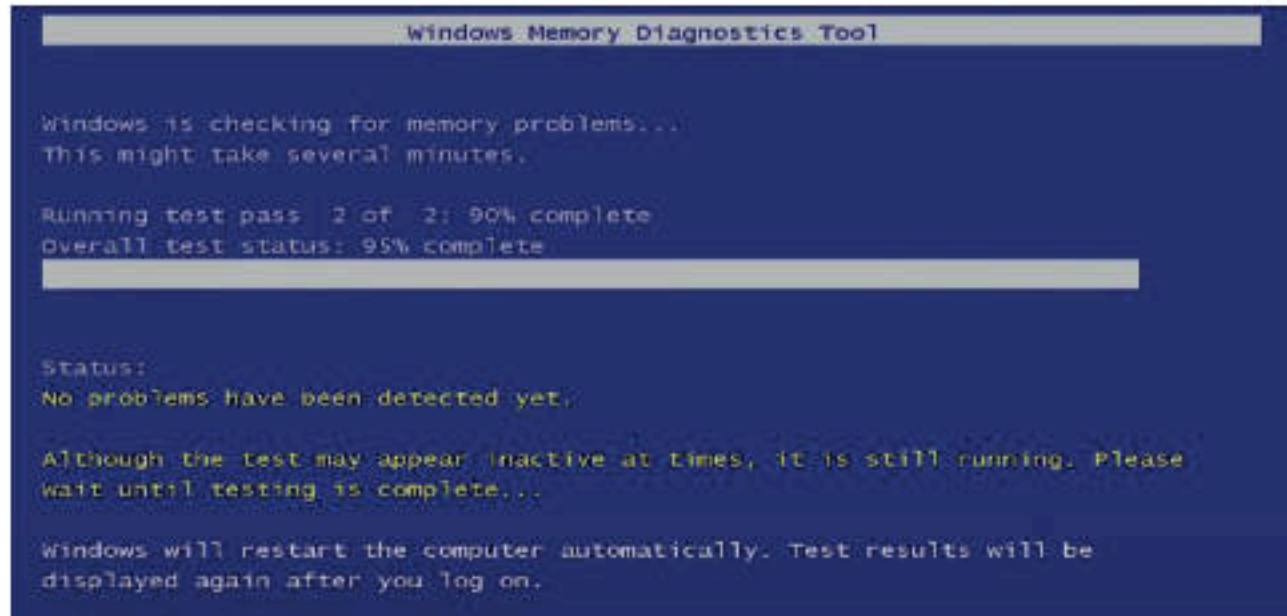 Windows Memory Diagnostics Tool
Windows is checking for memory problems...
This might take several minutes.
Running test pass  2 of  2: 90% complete
Overall test status: 95% complete
Status:
No problems have been detected yet.
Although the test may appear inactive at times, it is still running. Please
wait until testing is complete...
Windows will restart the computer automatically. Test results will be
displayed again after you log on.